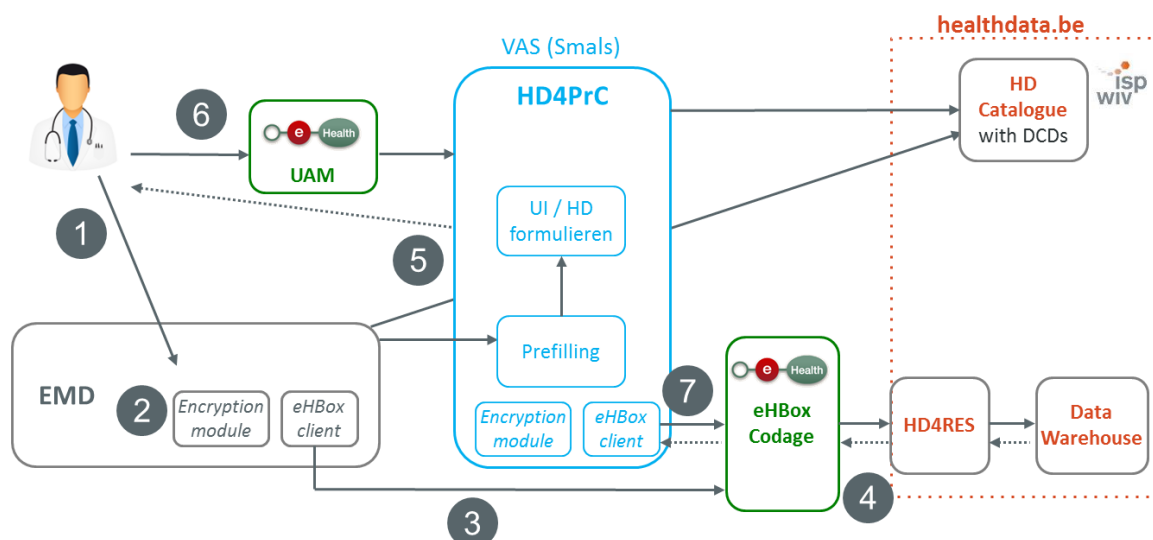 healthdata.be
VAS (Smals)
HD4PrC
HD
Catalogue
with DCDs
isp
WIV
6
e
Health
UAM
UI / HD
formulieren
1
5
Prefilling
EMD
2
Encryption
module
eHBox
client
Encryption
module
eHBox
client
7
e
Health
eHBox
Codage
HD4RES
Data
Warehouse
3
4